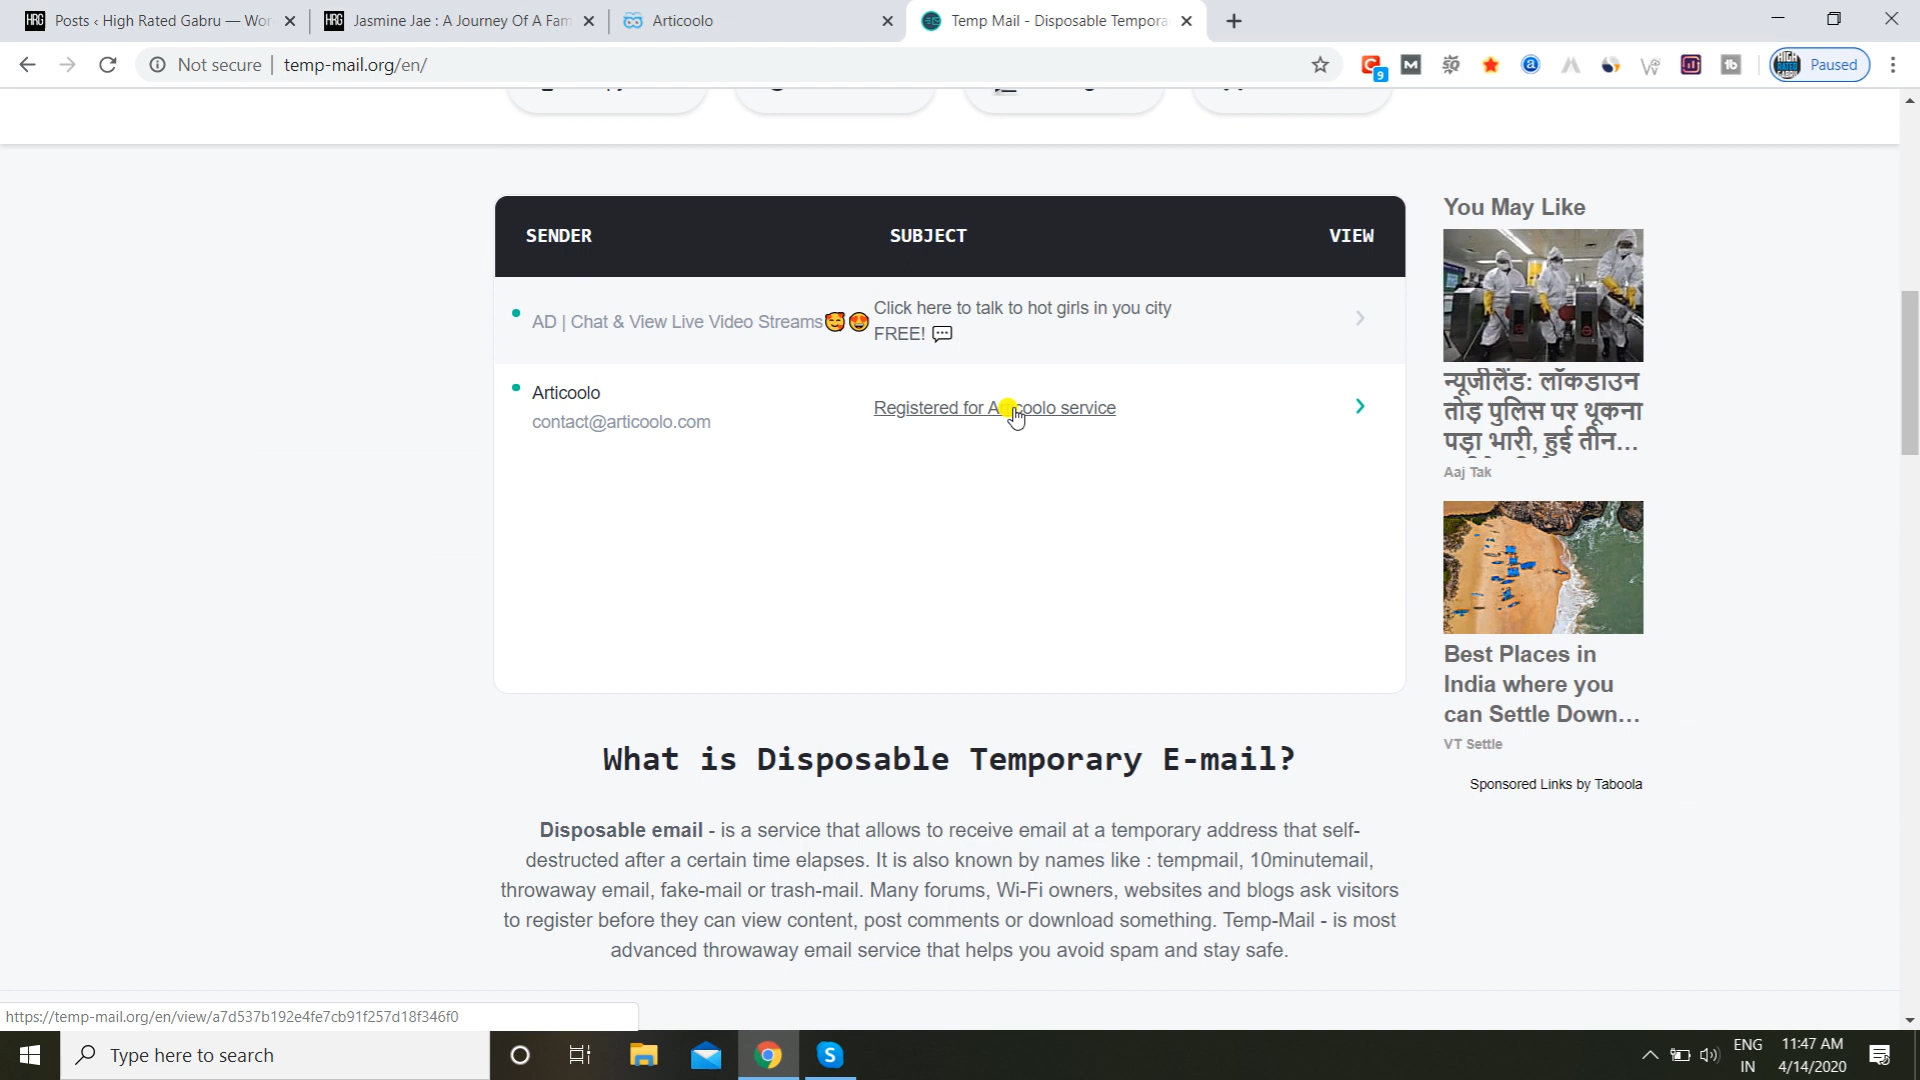 Posts ‹ High Rated Gabru — Wor
Jasmine Jae : A Journey Of A Fam
Articoolo
Temp Mail - Disposable Tempora
Not secure
temp-mail.org/en/
9
Paused
SENDER
SUBJECT
VIEW
AD | Chat & View Live Video Streams🥰😍
Click here to talk to hot girls in you city
FREE! 💬
Articoolo
contact@articoolo.com
Registered for Articoolo service
You May Like
न्यूजीलैंड: लॉकडाउन
तोड़ पुलिस पर थूकना
पड़ा भारी, हुई तीन...
Aaj Tak
Best Places in
India where you
can Settle Down...
VT Settle
Sponsored Links by Taboola
What is Disposable Temporary E-mail?
Disposable email - is a service that allows to receive email at a temporary address that self-
destructed after a certain time elapses. It is also known by names like : tempmail, 10minutemail,
throwaway email, fake-mail or trash-mail. Many forums, Wi-Fi owners, websites and blogs ask visitors
to register before they can view content, post comments or download something. Temp-Mail - is most
advanced throwaway email service that helps you avoid spam and stay safe.
https://temp-mail.org/en/view/a7d537b192e4fe7cb91f257d18f346f0
Type here to search
ENG
IN
11:47 AM
4/14/2020